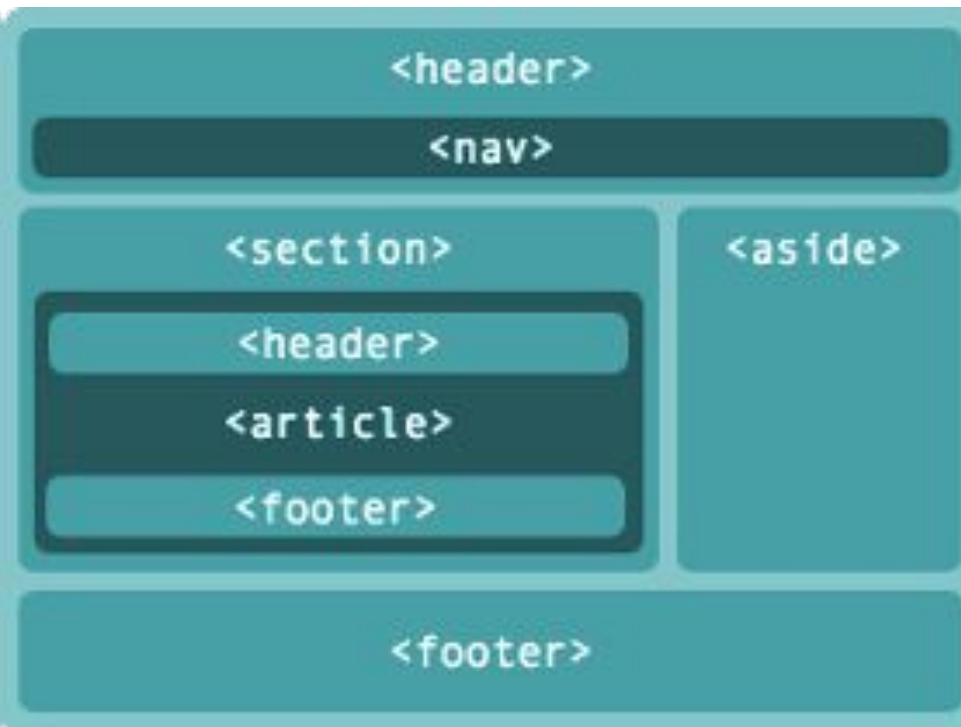 <header>
<nav>
<section>
<aside>
<header>
<article>
<footer>
<footer>